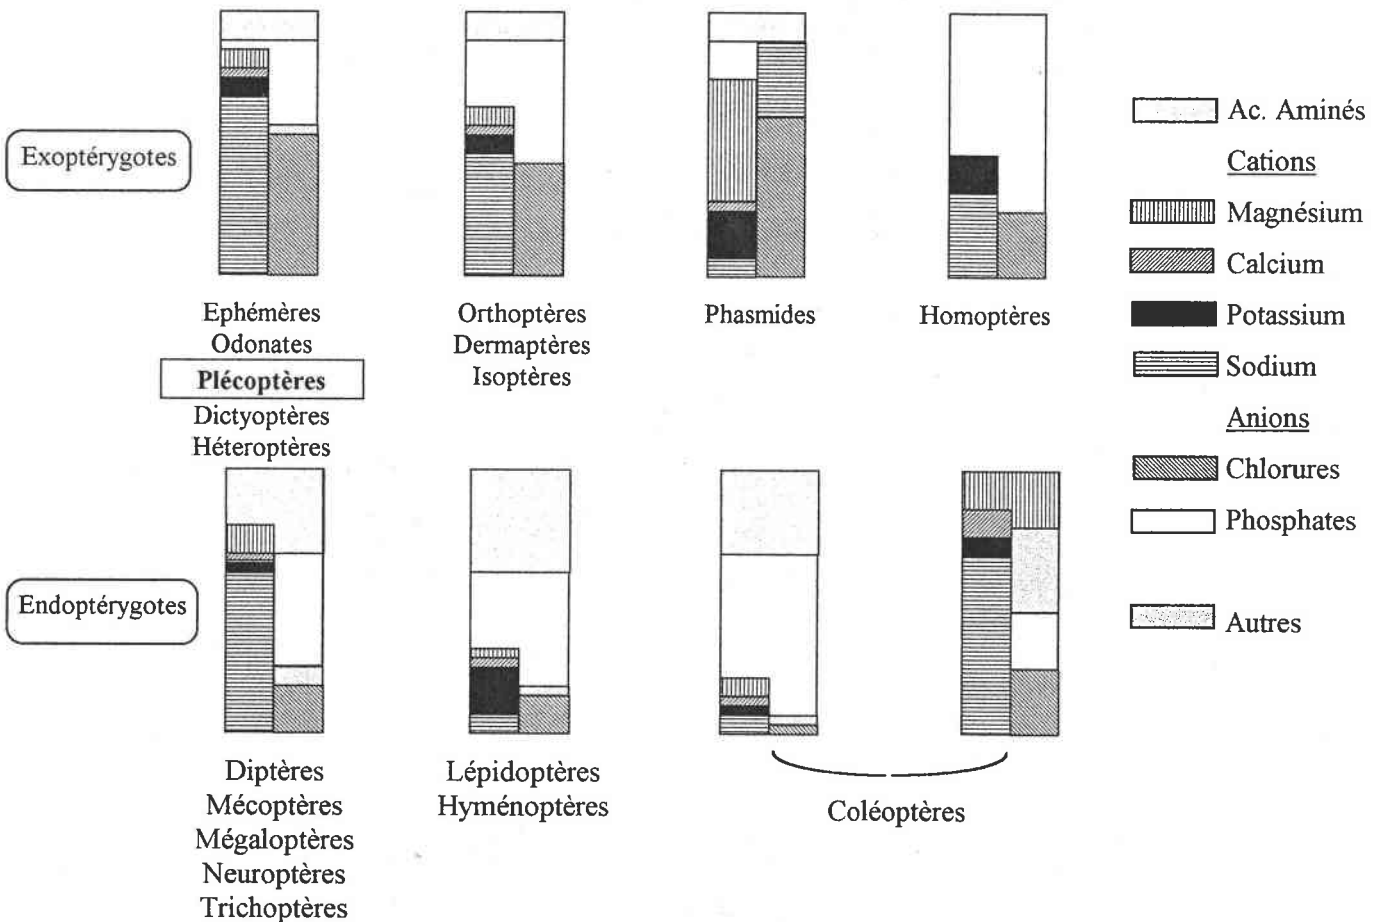 Exoptérygotes
Ephémères
Odonates
Plécoptères
Dictyoptères
Héteroptères
Orthoptères
Dermaptères
Isoptères
Phasmides
Homoptères
Ac. Aminés
Cations
Magnésium
Calcium
Potassium
Sodium
Anions
Chlorures
Phosphates
Autres
Endoptérygotes
Diptères
Mécoptères
Mégaloptères
Neuroptères
Trichoptères
Lépidoptères
Hyménoptères
Coléoptères